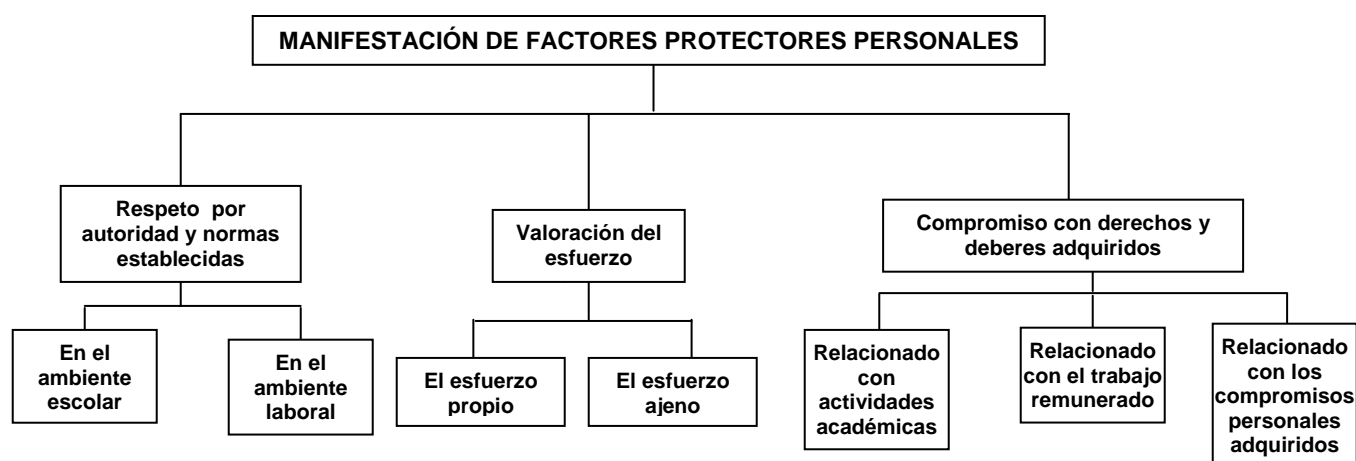 MANIFESTACIÓN DE FACTORES PROTECTORES PERSONALES
Respeto por
autoridad y normas
establecidas
Valoración del
esfuerzo
Compromiso con derechos y
deberes adquiridos
En el
ambiente
escolar
En el
ambiente
laboral
El esfuerzo
propio
El esfuerzo
ajeno
Relacionado
con
actividades
académicas
Relacionado
con el trabajo
remunerado
Relacionado
con los
compromisos
personales
adquiridos